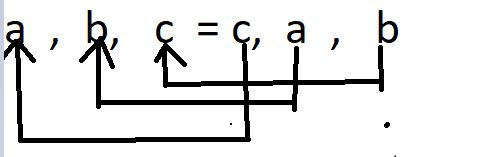 a , b, c = c, a , b